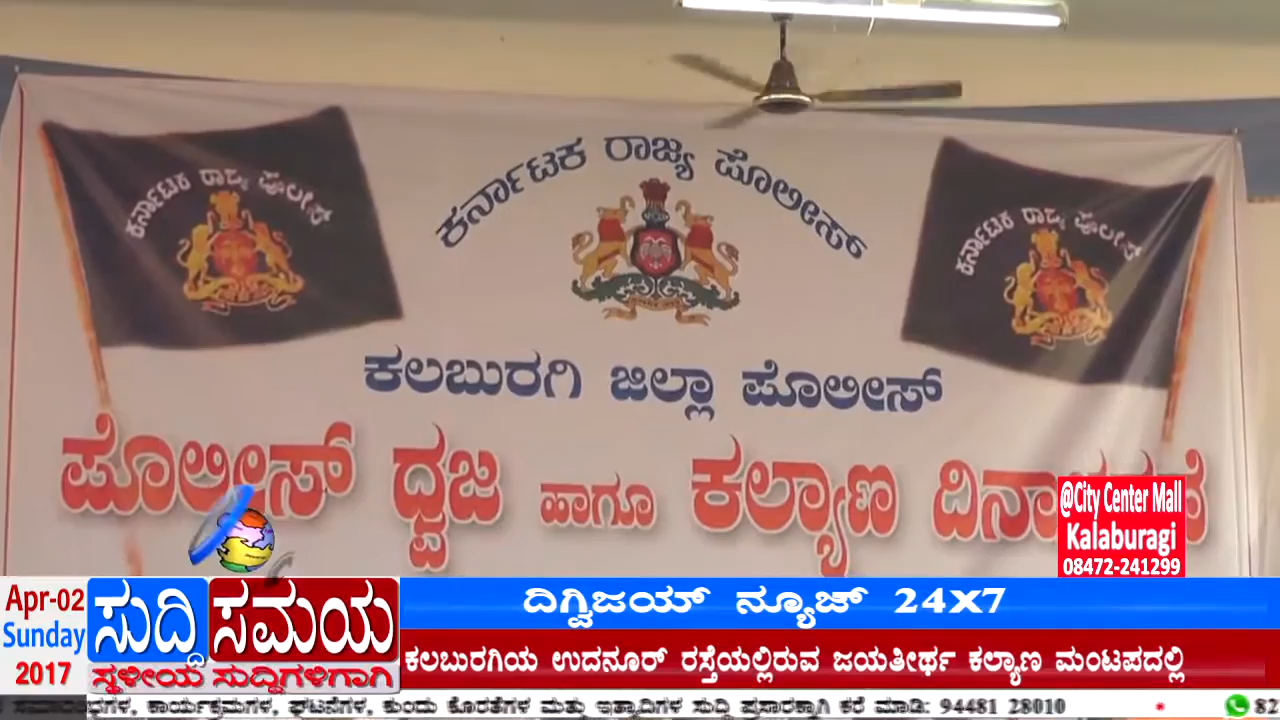 ಕರ್ನಾಟಕ ರಾಜ್ಯ ಪೊಲೀಸ್
ಕರ್ನಾಟಕ ರಾಜ್ಯ ಪೊಲೀಸ್
ಕರ್ನಾಟಕ ರಾಜ್ಯ ಪೊಲೀಸ್
ಕಲಬುರಗಿ ಜಿಲ್ಲಾ ಪೊಲೀಸ್
ಪೊಲೀಸ್ ಧ್ವಜ ಹಾಗೂ ಕಲ್ಯಾಣ
@City Center Mall
Kalaburagi
08472-241299
Apr-02
Sunday
2017
ಸುದ್ದಿ ಸಮಯ
ಸ್ಥಳೀಯ ಸುದ್ದಿಗಳಿಗಾಗಿ
ದಿಗ್ವಿಜಯ್ ನ್ಯೂಜ್ 24x7
ಕಲಬುರಗಿಯ ಉದನೂರ್ ರಸ್ತೆಯಲ್ಲಿರುವ ಜಯತೀರ್ಥ ಕಲ್ಯಾಣ ಮಂಟಪದಲ್ಲಿ
ಕಾರ್ಯಕ್ರಮಗಳ, ಘಟನೆಗಳ, ಕುಂದು ಕೊರತೆಗಳ ಮತ್ತು ಇತ್ಯಾದಿಗಳ ಸುದ್ದಿ ಪ್ರಸಾರಕ್ಕಾಗಿ ಕರೆ ಮಾಡಿ: 94481 28010 82